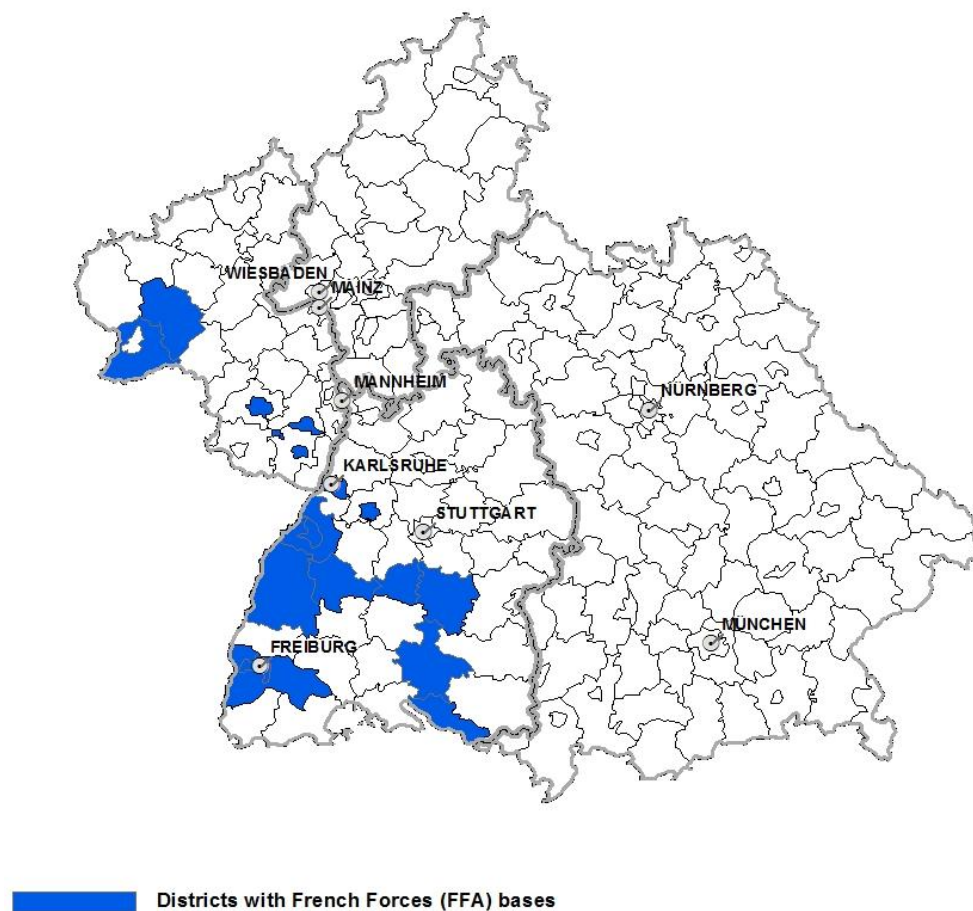 WIESBADEN
MAINZ
MANNHEIM
NÜRNBERG
KARLSRUHE
STUTTGART
MÜNCHEN
FREIBURG
Districts with French Forces (FFA) bases